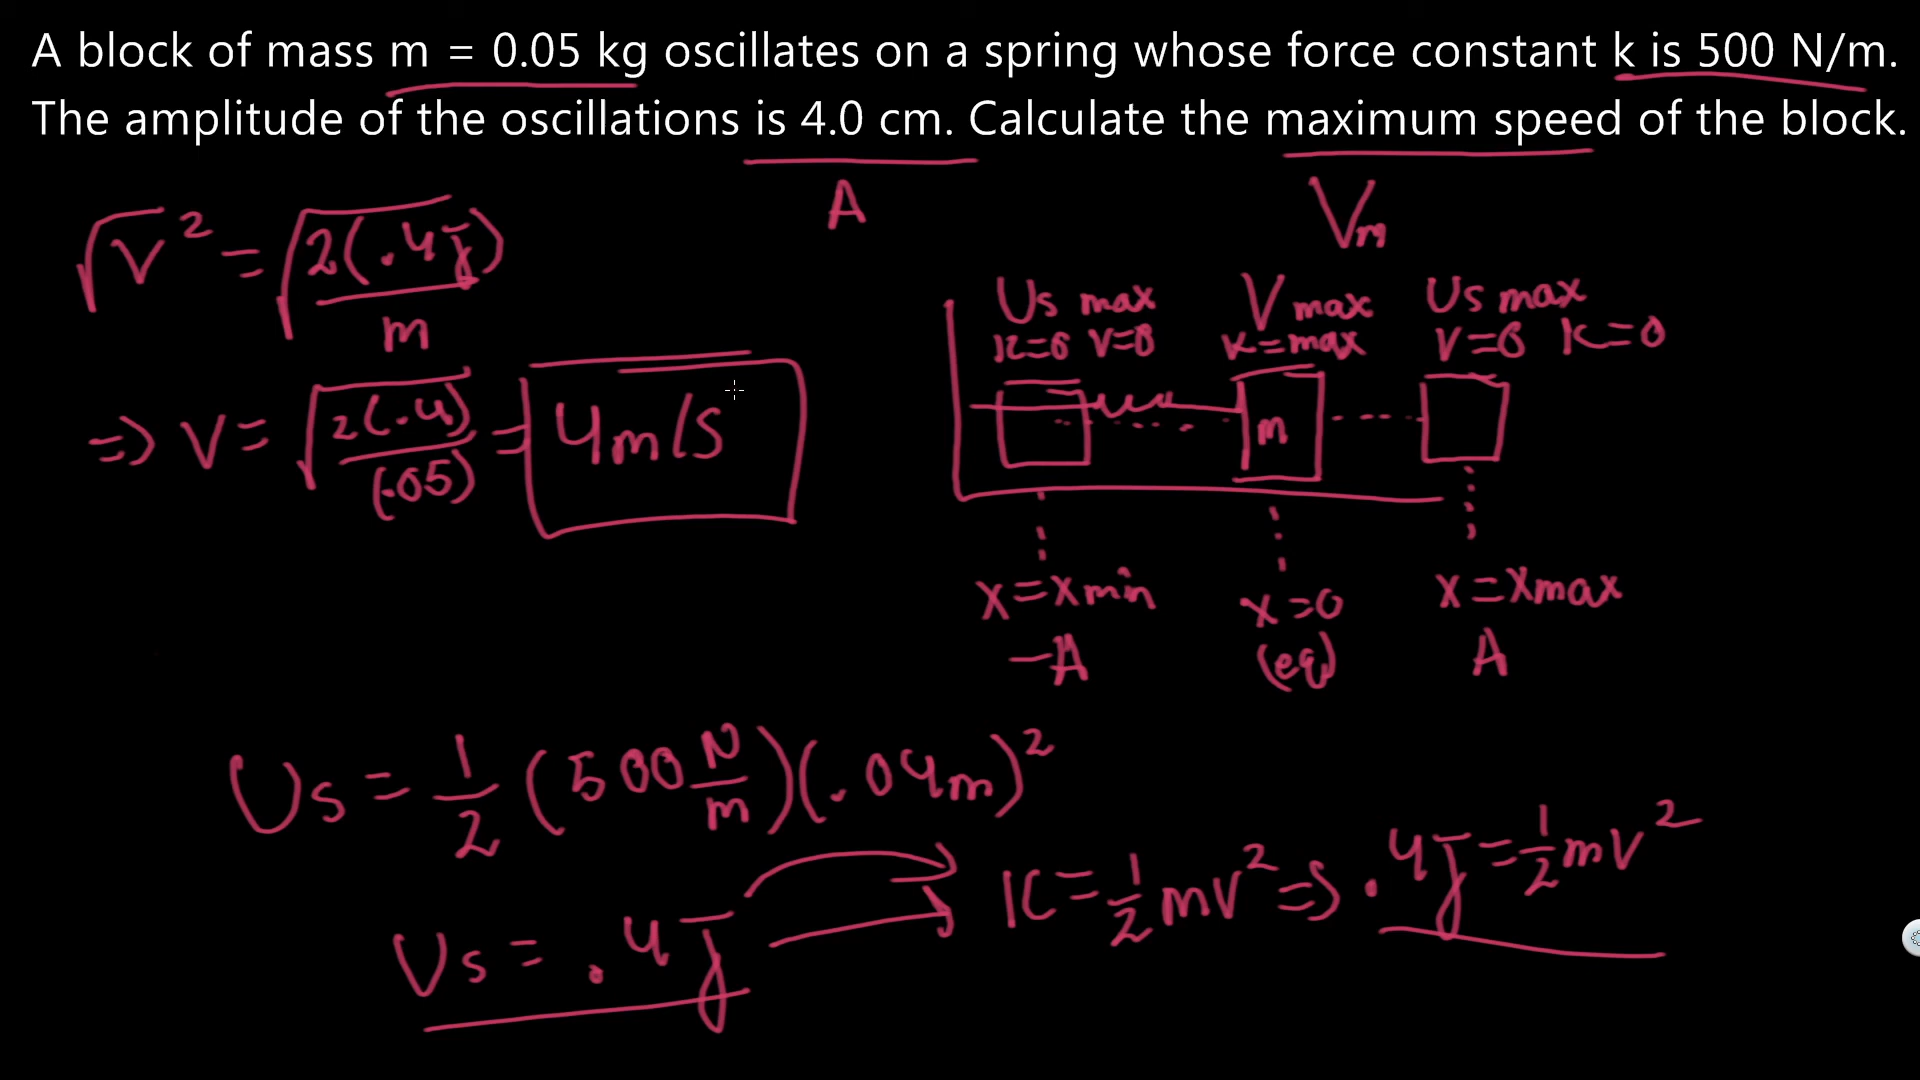 A block of mass m = 0.05 kg oscillates on a spring whose force constant k is 500 N/m.
The amplitude of the oscillations is 4.0 cm. Calculate the maximum speed of the block.
A
Vm
√V² = √(2(.4J)/m)
=> V = √(2(.4)/(.05)) = 4m/s
Us max
K=0 V=0
Vmax
K=max
Us max
V=0 K=0
m
x=xmin
-A
x=0
(eq)
x=xmax
A
Us = 1/2 (500 N/m)(.04m)²
Us = .4J
K = 1/2 mV² => .4J = 1/2 mV²